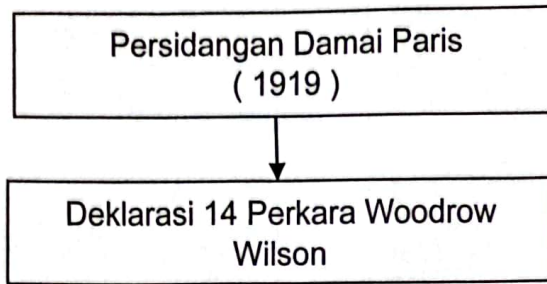 Persidangan Damai Paris
( 1919 )
Deklarasi 14 Perkara Woodrow
Wilson